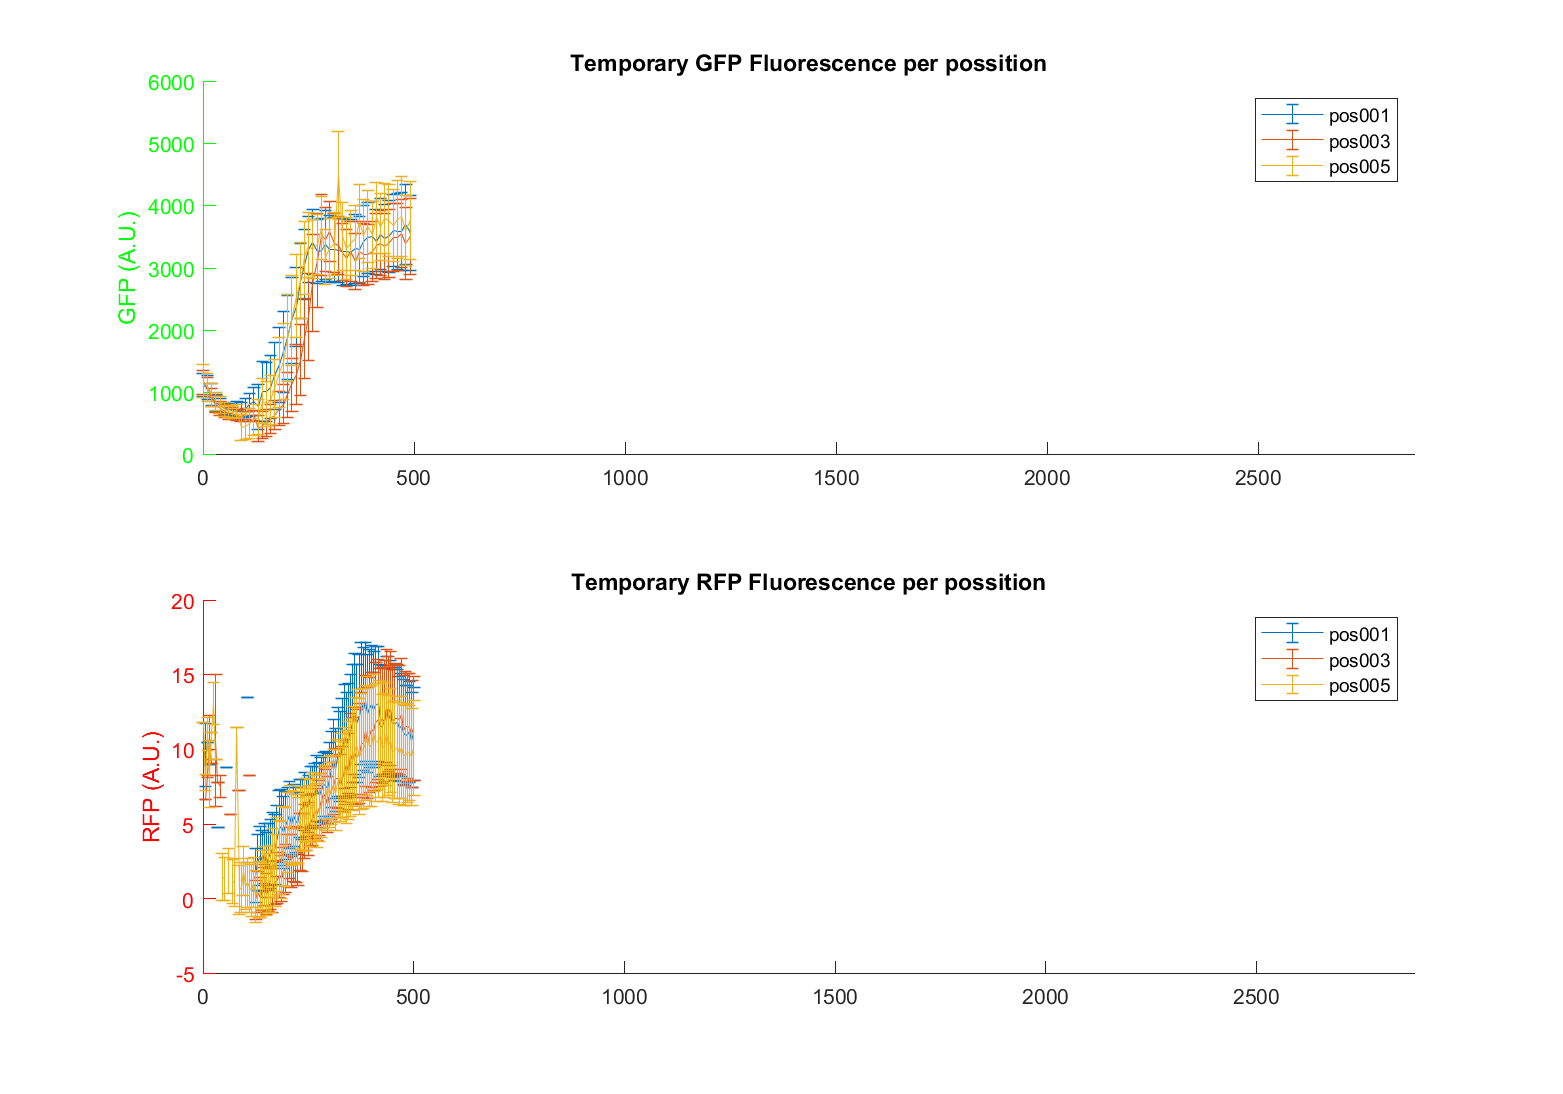 Temporary GFP Fluorescence per possition
6000
5000
4000
3000
2000
1000
0
GFP (A.U.)
pos001
pos003
pos005
0 500 1000 1500 2000 2500
Temporary RFP Fluorescence per possition
20
15
10
5
0
-5
RFP (A.U.)
pos001
pos003
pos005
0 500 1000 1500 2000 2500